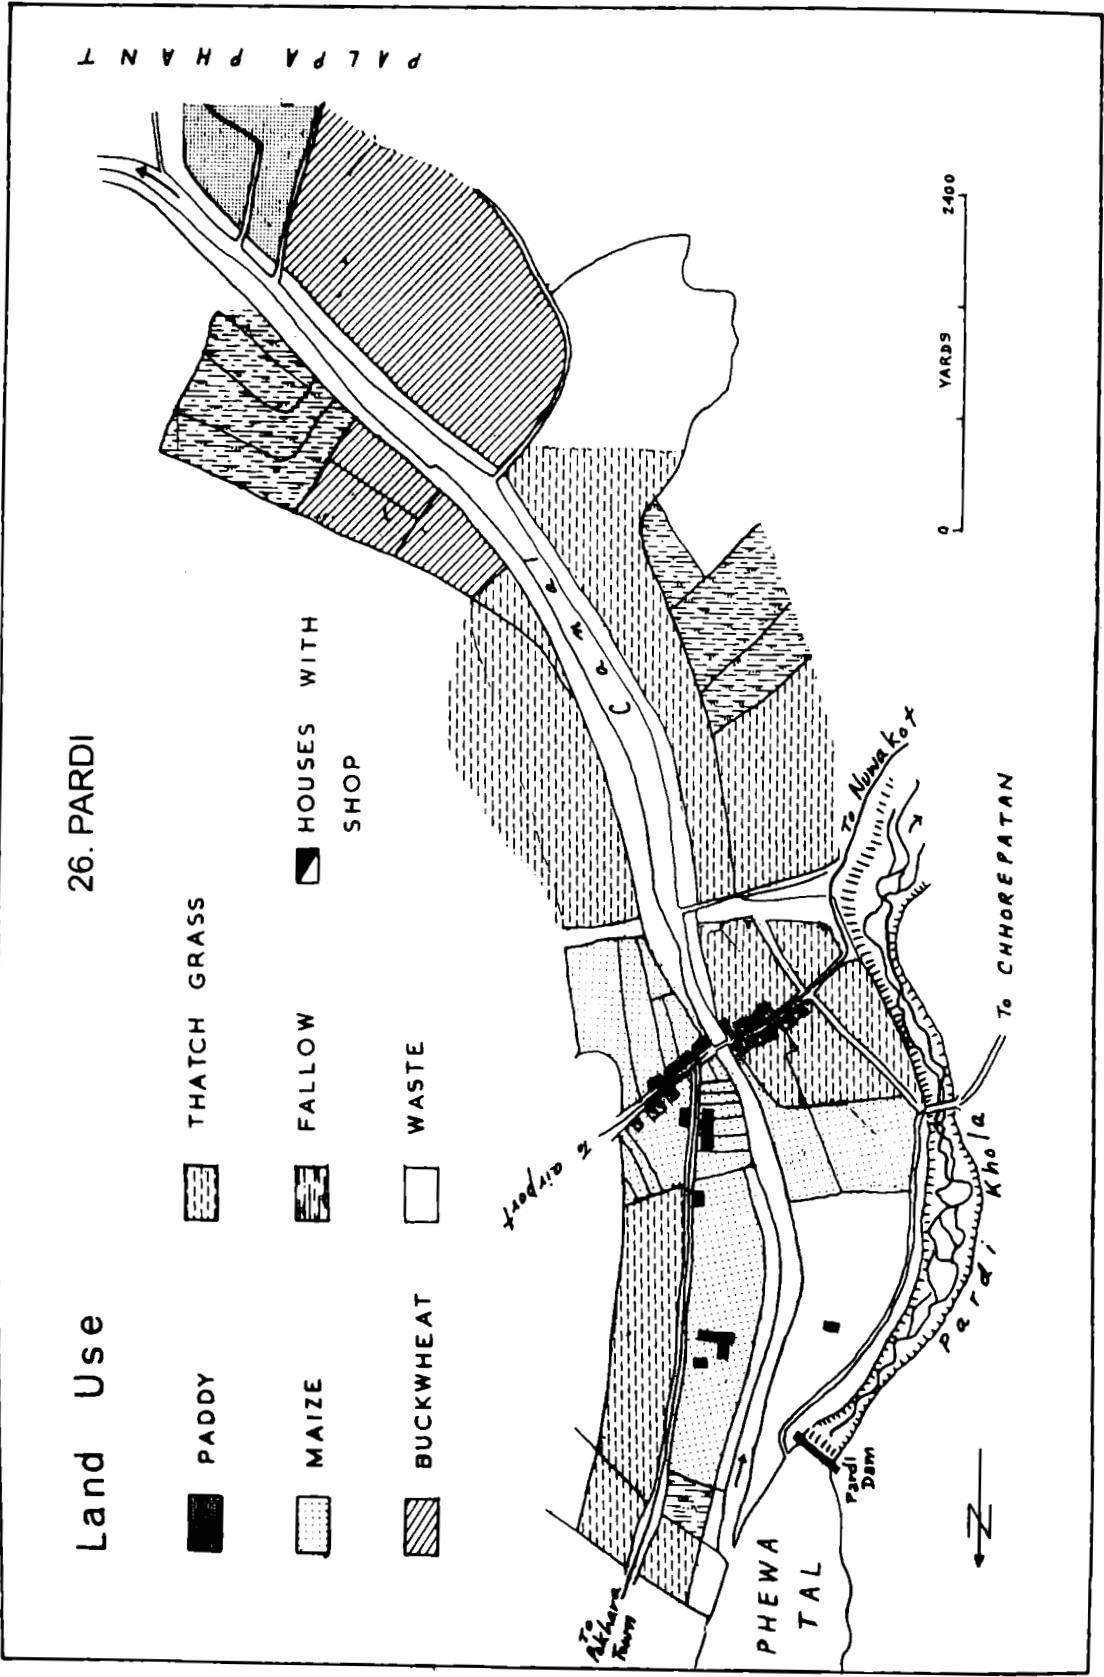 26. PARDI
Land Use
PADDY
THATCH GRASS
MAIZE
FALLOW
HOUSES WITH
SHOP
BUCKWHEAT
WASTE
PALPA PHANT
To Pokhara
Town
to airport
Canal
To Nuwakot
To CHHOREPATAN
Pardi Khola
Pardi
Dam
PHEWA
TAL
0 YARDS 2400
N